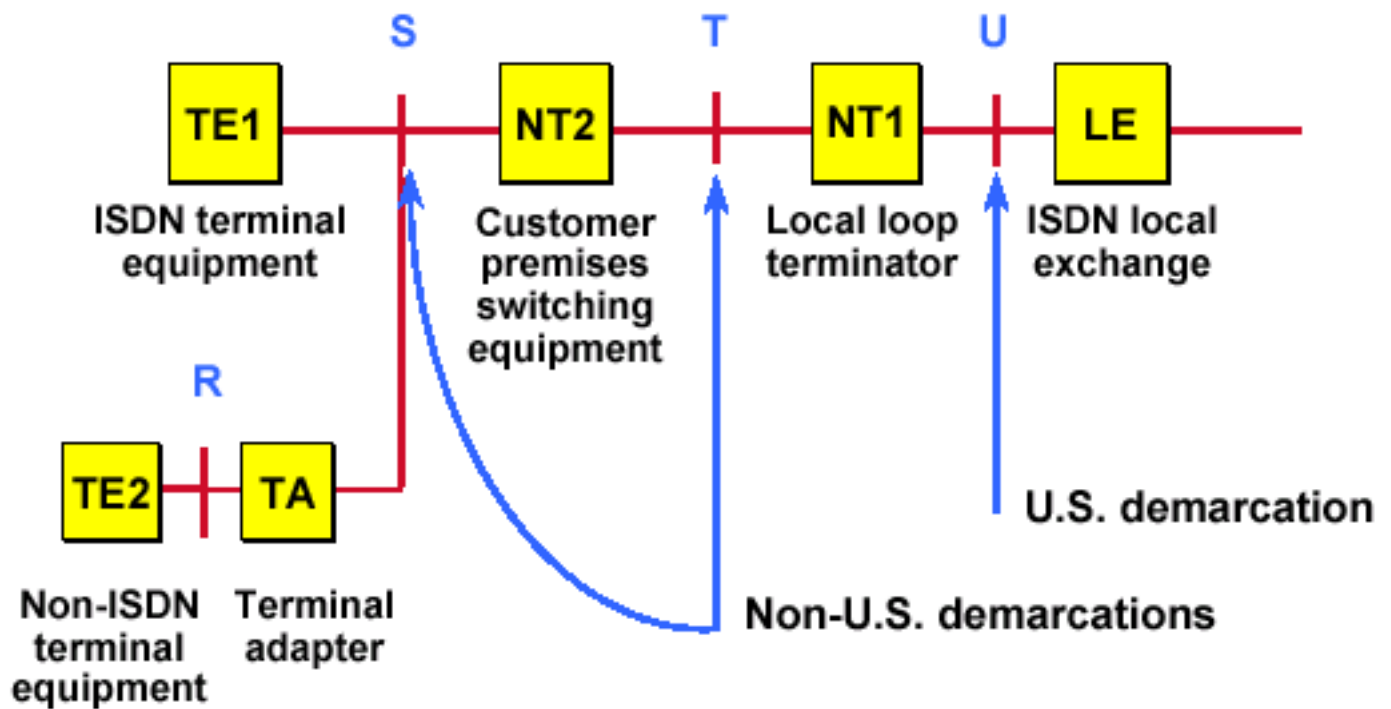 S
T
U
TE1
NT2
NT1
LE
ISDN terminal
equipment
Customer
premises
switching
equipment
Local loop
terminator
ISDN local
exchange
R
TE2
TA
U.S. demarcation
Non-ISDN
terminal
equipment
Terminal
adapter
Non-U.S. demarcations